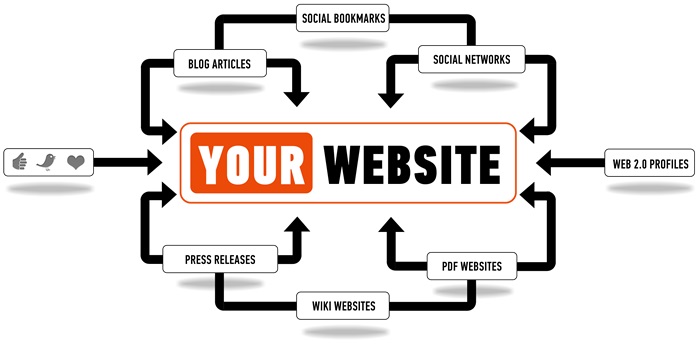 SOCIAL BOOKMARKS
BLOG ARTICLES
SOCIAL NETWORKS
YOUR WEBSITE
WEB 2.0 PROFILES
PRESS RELEASES
PDF WEBSITES
WIKI WEBSITES